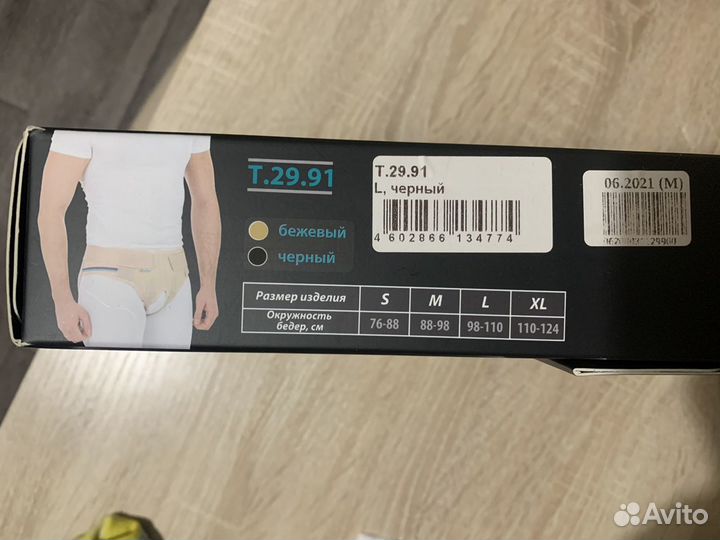 T.29.91
бежевый
черный
T.29.91
L, черный
4 602866 134774
06.2021 (M)
Размер изделия S M L XL
Окружность бедер, см 76-88 88-98 98-110 110-124
Avito